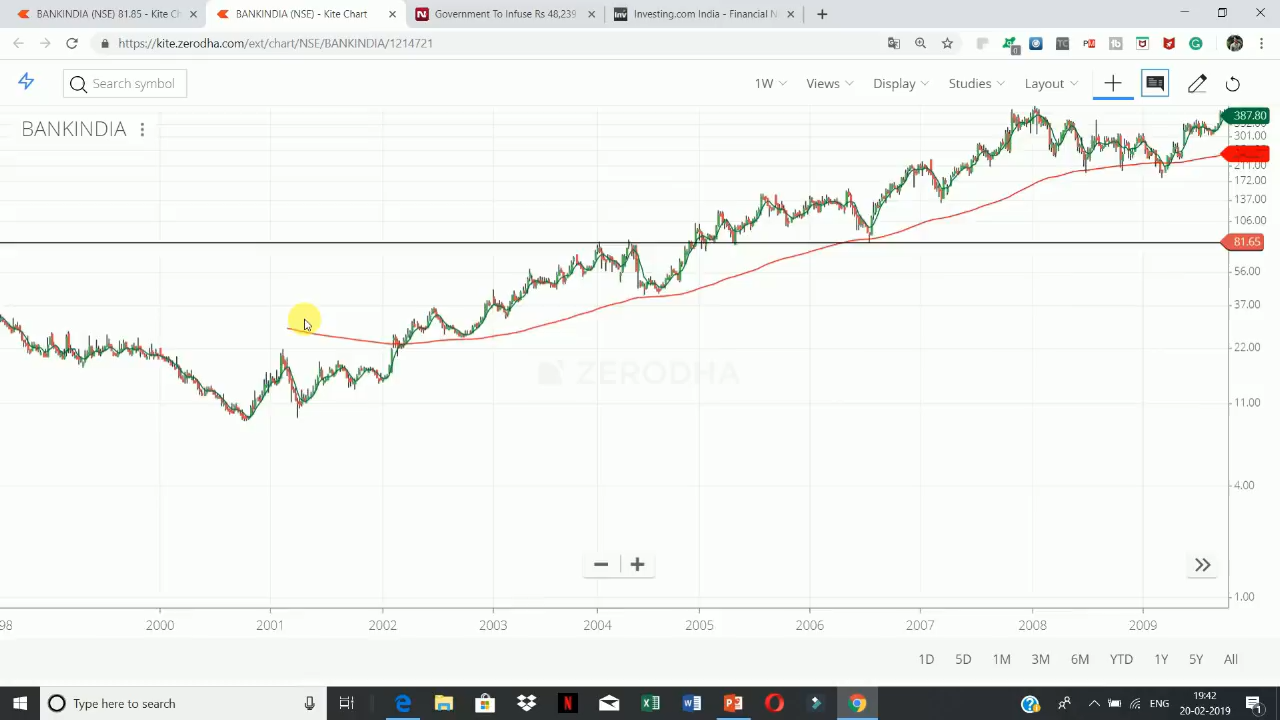 BANKINDIA (NSE) 81.85 - Kite Ch
BANKINDIA (NSE) - Kite Chart
Government To Infuse Rs 48,239
Investing.com India - Financial N
https://kite.zerodha.com/ext/chart/NSE/BANKINDIA/1214721
Search symbol
1W
Views
Display
Studies
Layout
BANKINDIA
387.80
301.00
211.00
172.00
137.00
106.00
81.65
56.00
37.00
22.00
11.00
4.00
1.00
ZERODHA
98
2000
2001
2002
2003
2004
2005
2006
2007
2008
2009
1D
5D
1M
3M
6M
YTD
1Y
5Y
All
Type here to search
ENG
19:42
20-02-2019